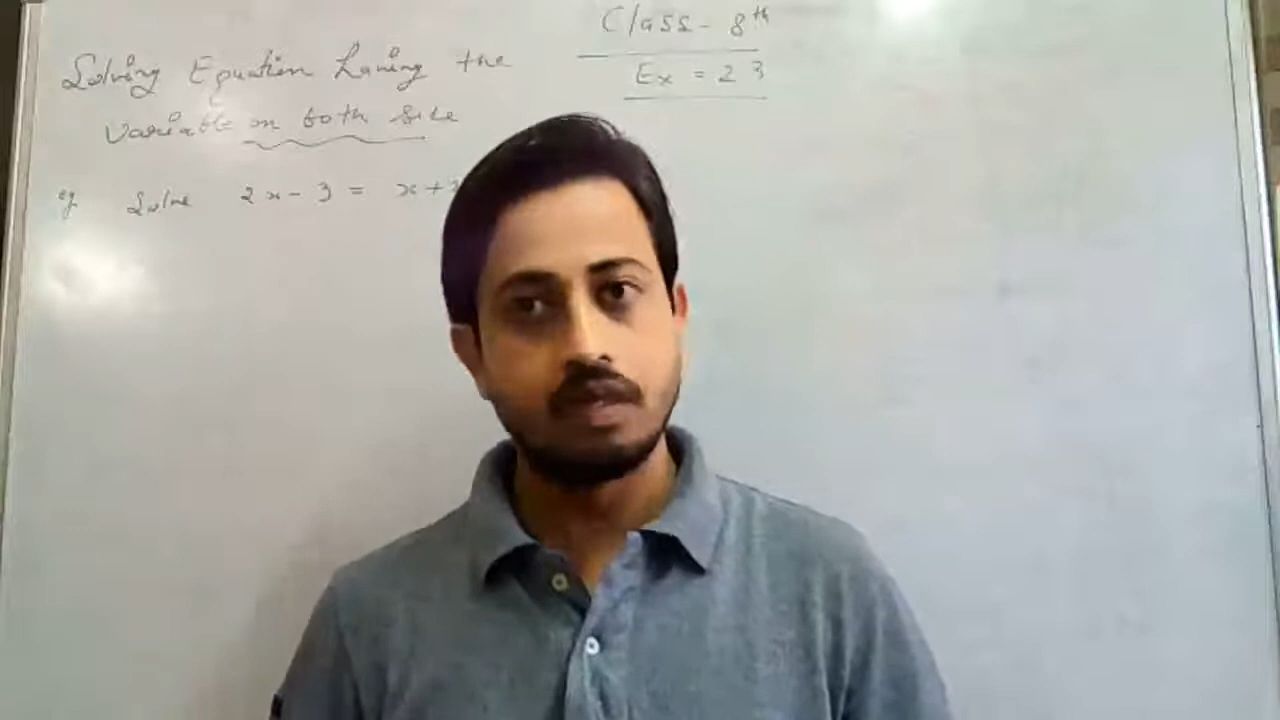 Class - 8th
Ex = 2 3
Solving Equation having the
variable on both side
eg Solve 2x - 3 = x +